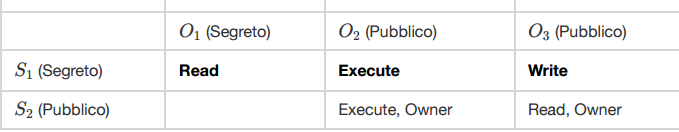 O₁ (Segreto) O₂ (Pubblico) O₃ (Pubblico)
S₁ (Segreto) Read Execute Write
S₂ (Pubblico) Execute, Owner Read, Owner